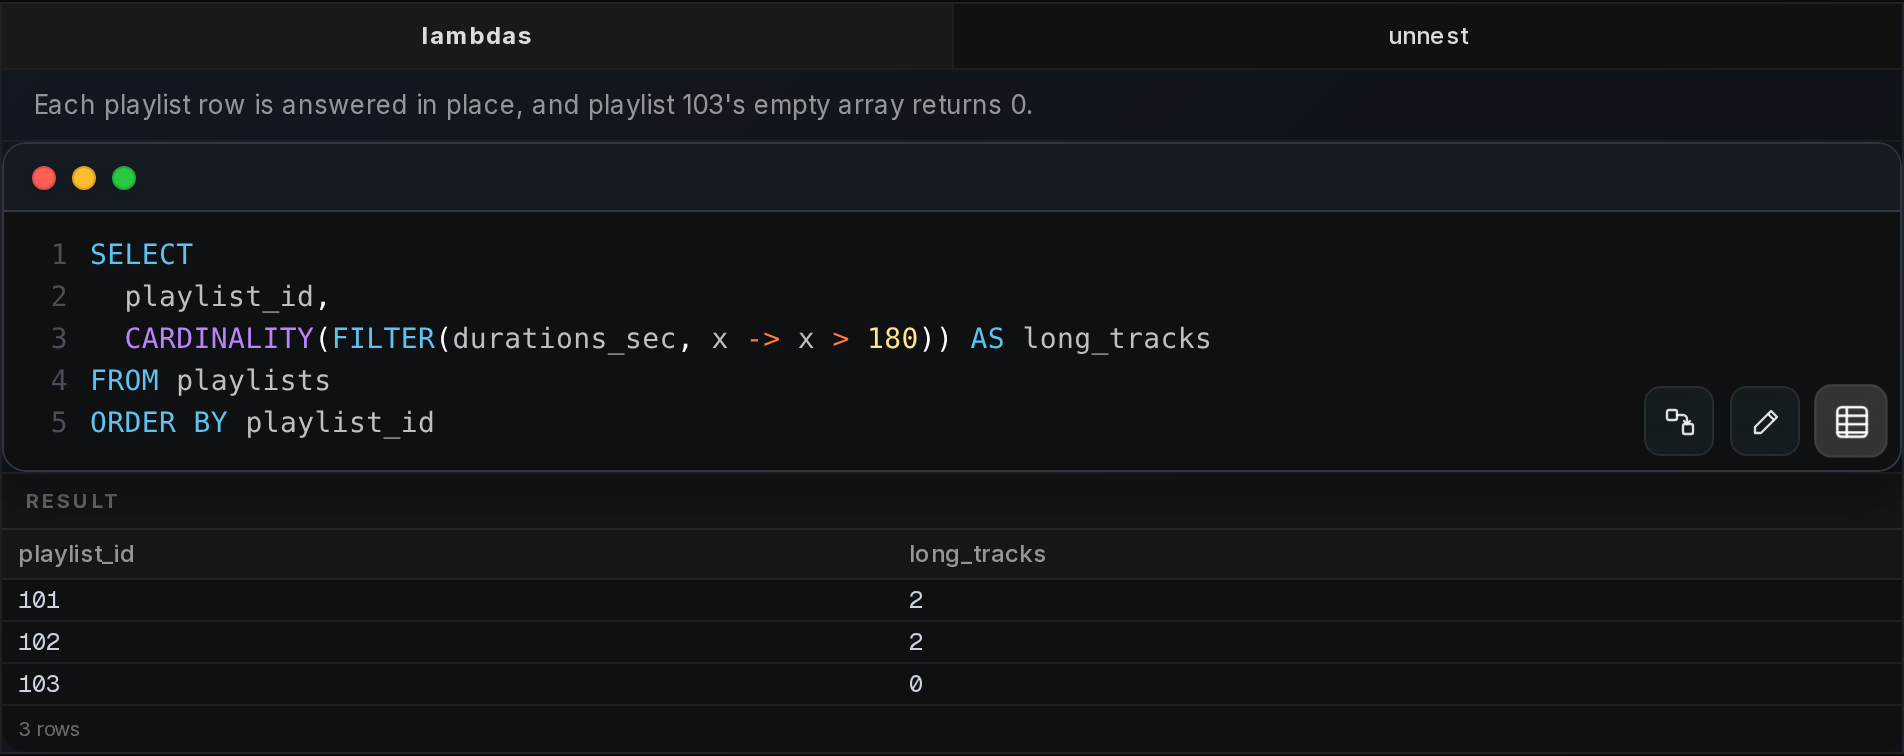 lambdas
unnest
Each playlist row is answered in place, and playlist 103's empty array returns 0.
1 SELECT
2   playlist_id,
3   CARDINALITY(FILTER(durations_sec, x -> x > 180)) AS long_tracks
4 FROM playlists
5 ORDER BY playlist_id
RESULT
playlist_id long_tracks
101 2
102 2
103 0
3 rows